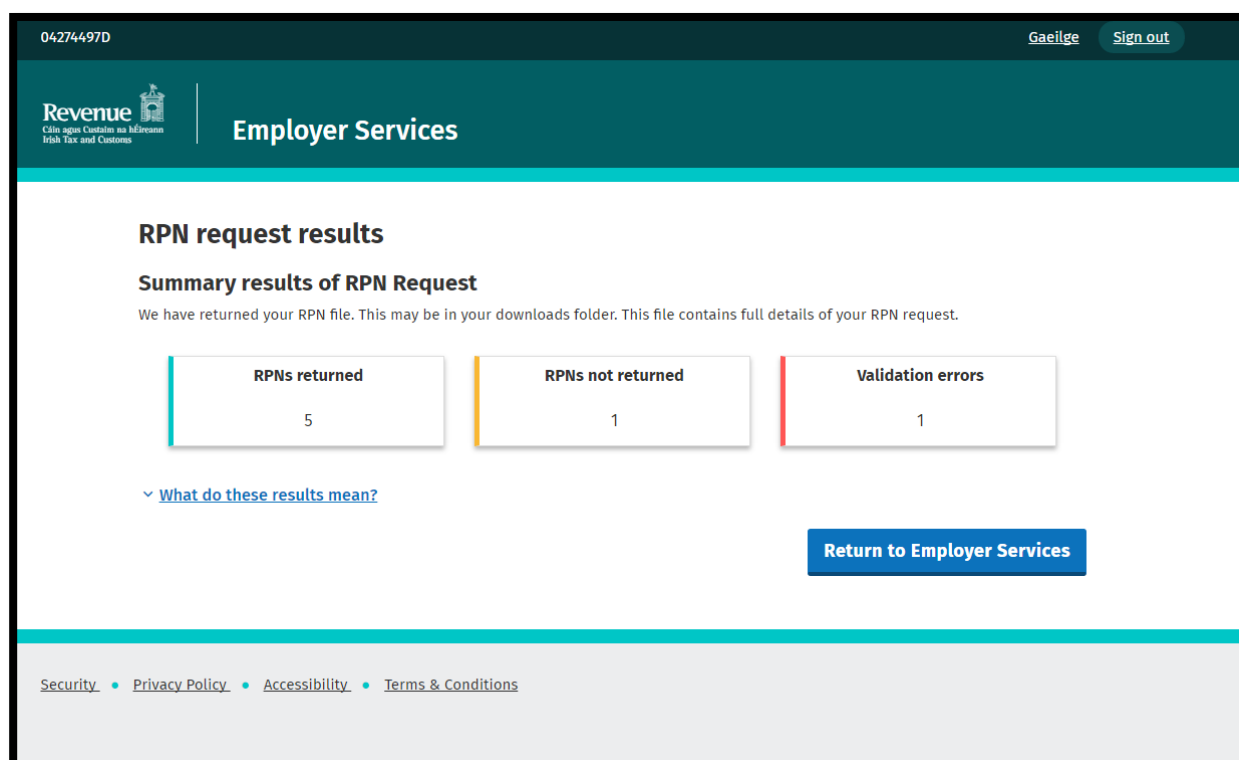 04274497D
Gaeilge Sign out
Revenue
Cáin agus Custaim na hÉireann
Irish Tax and Customs
Employer Services
RPN request results
Summary results of RPN Request
We have returned your RPN file. This may be in your downloads folder. This file contains full details of your RPN request.
RPNs returned
5
RPNs not returned
1
Validation errors
1
What do these results mean?
Return to Employer Services
Security • Privacy Policy • Accessibility • Terms & Conditions